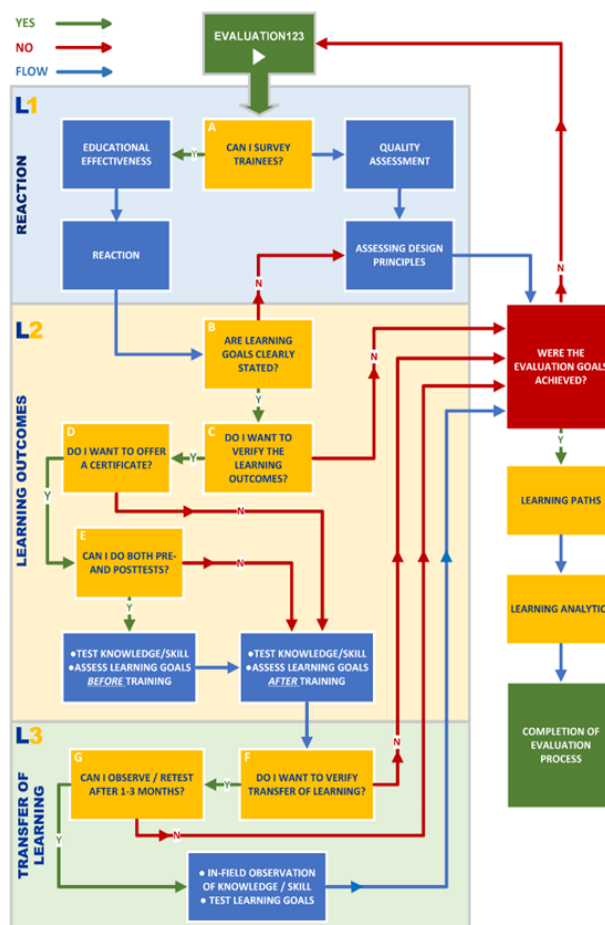 YES
NO
FLOW
EVALUATION123
L1
REACTION
A
CAN I SURVEY
TRAINEES?
EDUCATIONAL
EFFECTIVENESS
Y
QUALITY
ASSESSMENT
REACTION
ASSESSING DESIGN
PRINCIPLES
N
N
L2
LEARNING OUTCOMES
B
ARE LEARNING
GOALS CLEARLY
STATED?
N
WERE THE
EVALUATION GOALS
ACHIEVED?
Y
D
DO I WANT TO OFFER
A CERTIFICATE?
Y
C
DO I WANT TO
VERIFY THE
LEARNING
OUTCOMES?
Y
LEARNING PATHS
Y
N
E
CAN I DO BOTH PRE-
AND POSTTESTS?
N
Y
LEARNING ANALYTIC
●TEST KNOWLEDGE/SKILL
●ASSESS LEARNING GOALS
BEFORE TRAINING
●TEST KNOWLEDGE/SKILL
●ASSESS LEARNING GOALS
AFTER TRAINING
COMPLETION OF
EVALUATION
PROCESS
L3
TRANSFER OF
LEARNING
G
CAN I OBSERVE / RETEST
AFTER 1-3 MONTHS?
Y
F
DO I WANT TO VERIFY
TRANSFER OF LEARNING?
N
N
Y
● IN-FIELD OBSERVATION
OF KNOWLEDGE / SKILL
● TEST LEARNING GOALS